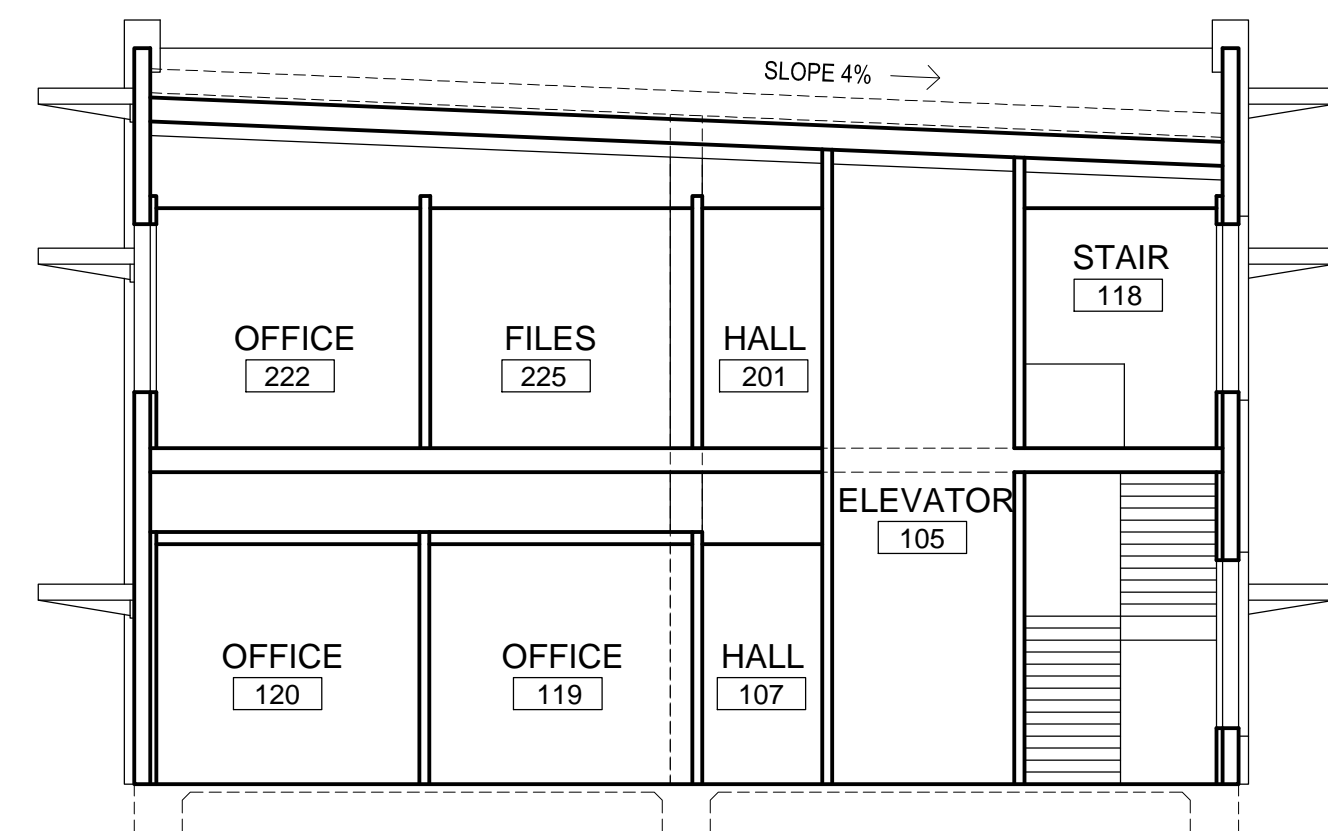 SLOPE 4%
STAIR
118
OFFICE
222
FILES
225
HALL
201
ELEVATOR
105
OFFICE
120
OFFICE
119
HALL
107